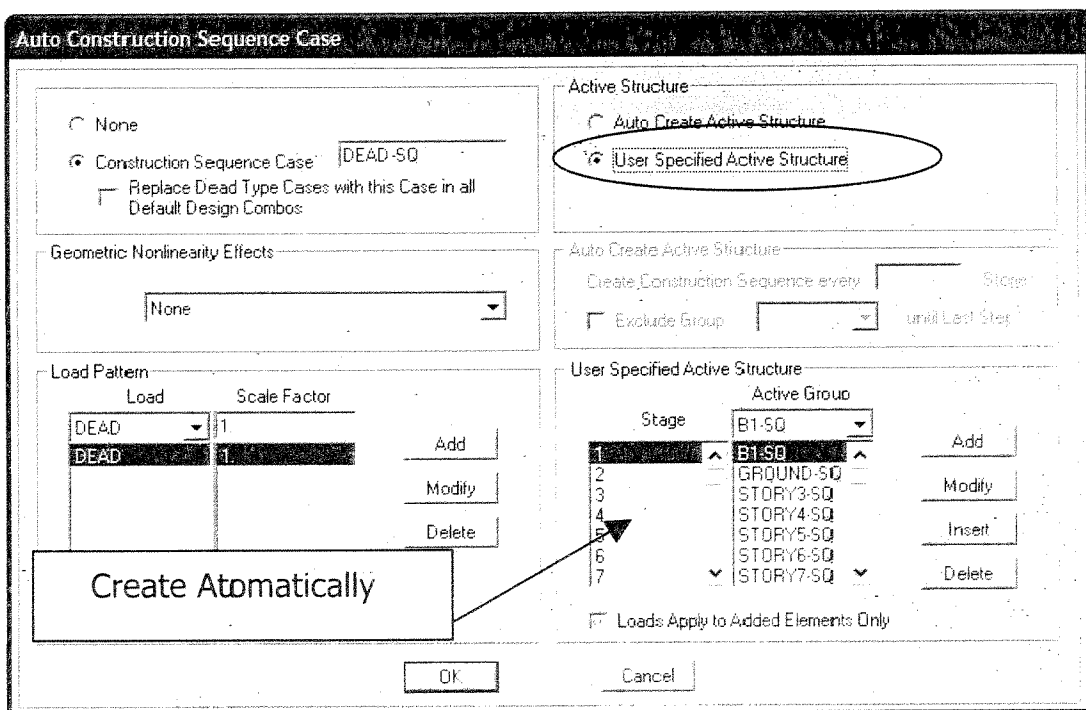 Auto Construction Sequence Case
None
Construction Sequence Case DEAD-SQ
Replace Dead Type Cases with this Case in all
Default Design Combos
Active Structure
Auto Create Active Structure
User Specified Active Structure
Geometric Nonlinearity Effects
None
Auto Create Active Structure
Create Construction Sequence every
Exclude Group until Last Step
Load Pattern
Load Scale Factor
DEAD 1.
DEAD 1.
Add
Modify
Delete
User Specified Active Structure
Stage Active Group
B1-SQ
1 B1-SQ
2 GROUND-SQ
3 STORY3-SQ
4 STORY4-SQ
5 STORY5-SQ
6 STORY6-SQ
7 STORY7-SQ
Add
Modify
Insert
Delete
Create Atomatically
Loads Apply to Added Elements Only
OK Cancel